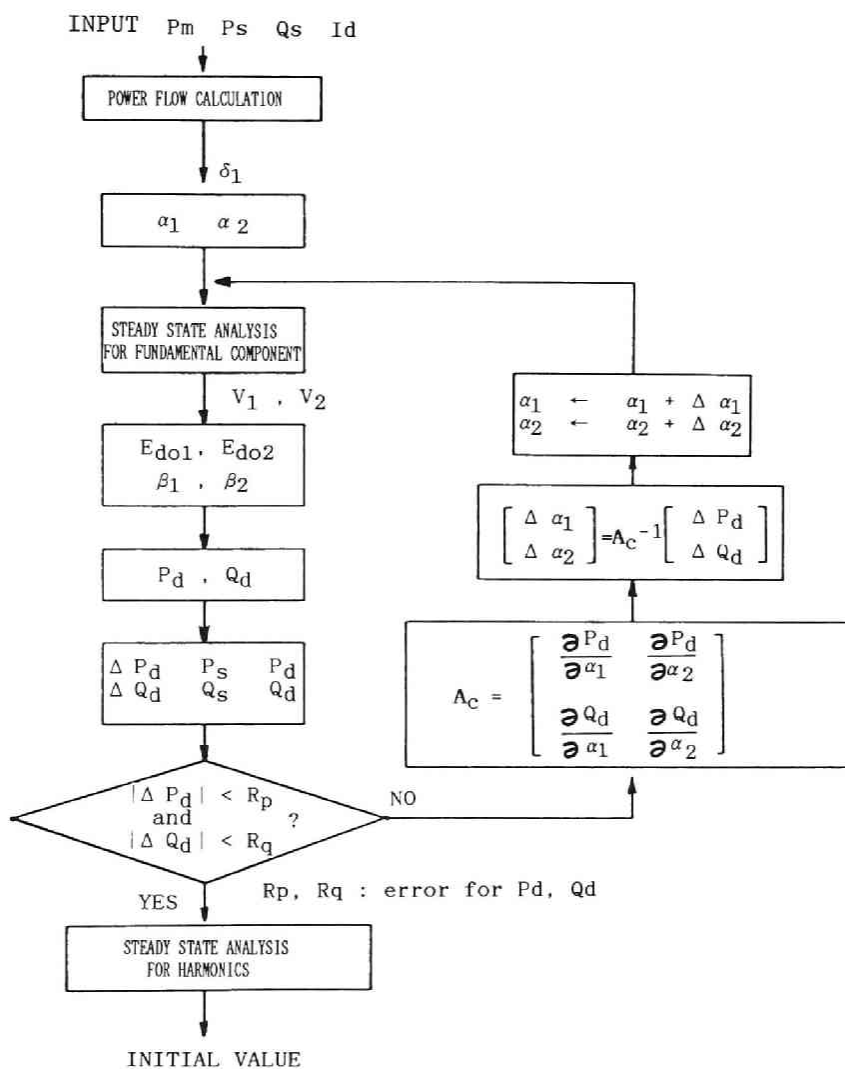 INPUT Pm Ps Qs Id
POWER FLOW CALCULATION
δ1
α1 α2
STEADY STATE ANALYSIS
FOR FUNDAMENTAL COMPONENT
V1 , V2
Edo1, Edo2
β1 , β2
Pd , Qd
Δ Pd Ps Pd
Δ Qd Qs Qd
|Δ Pd| < Rp
and ?
|Δ Qd| < Rq
NO
YES
Rp, Rq : error for Pd, Qd
STEADY STATE ANALYSIS
FOR HARMONICS
INITIAL VALUE
Ac = [ ∂Pd/∂α1 ∂Pd/∂α2
∂Qd/∂α1 ∂Qd/∂α2 ]
[ Δ α1
Δ α2 ] =Ac-1 [ Δ Pd
Δ Qd ]
α1 ← α1 + Δ α1
α2 ← α2 + Δ α2